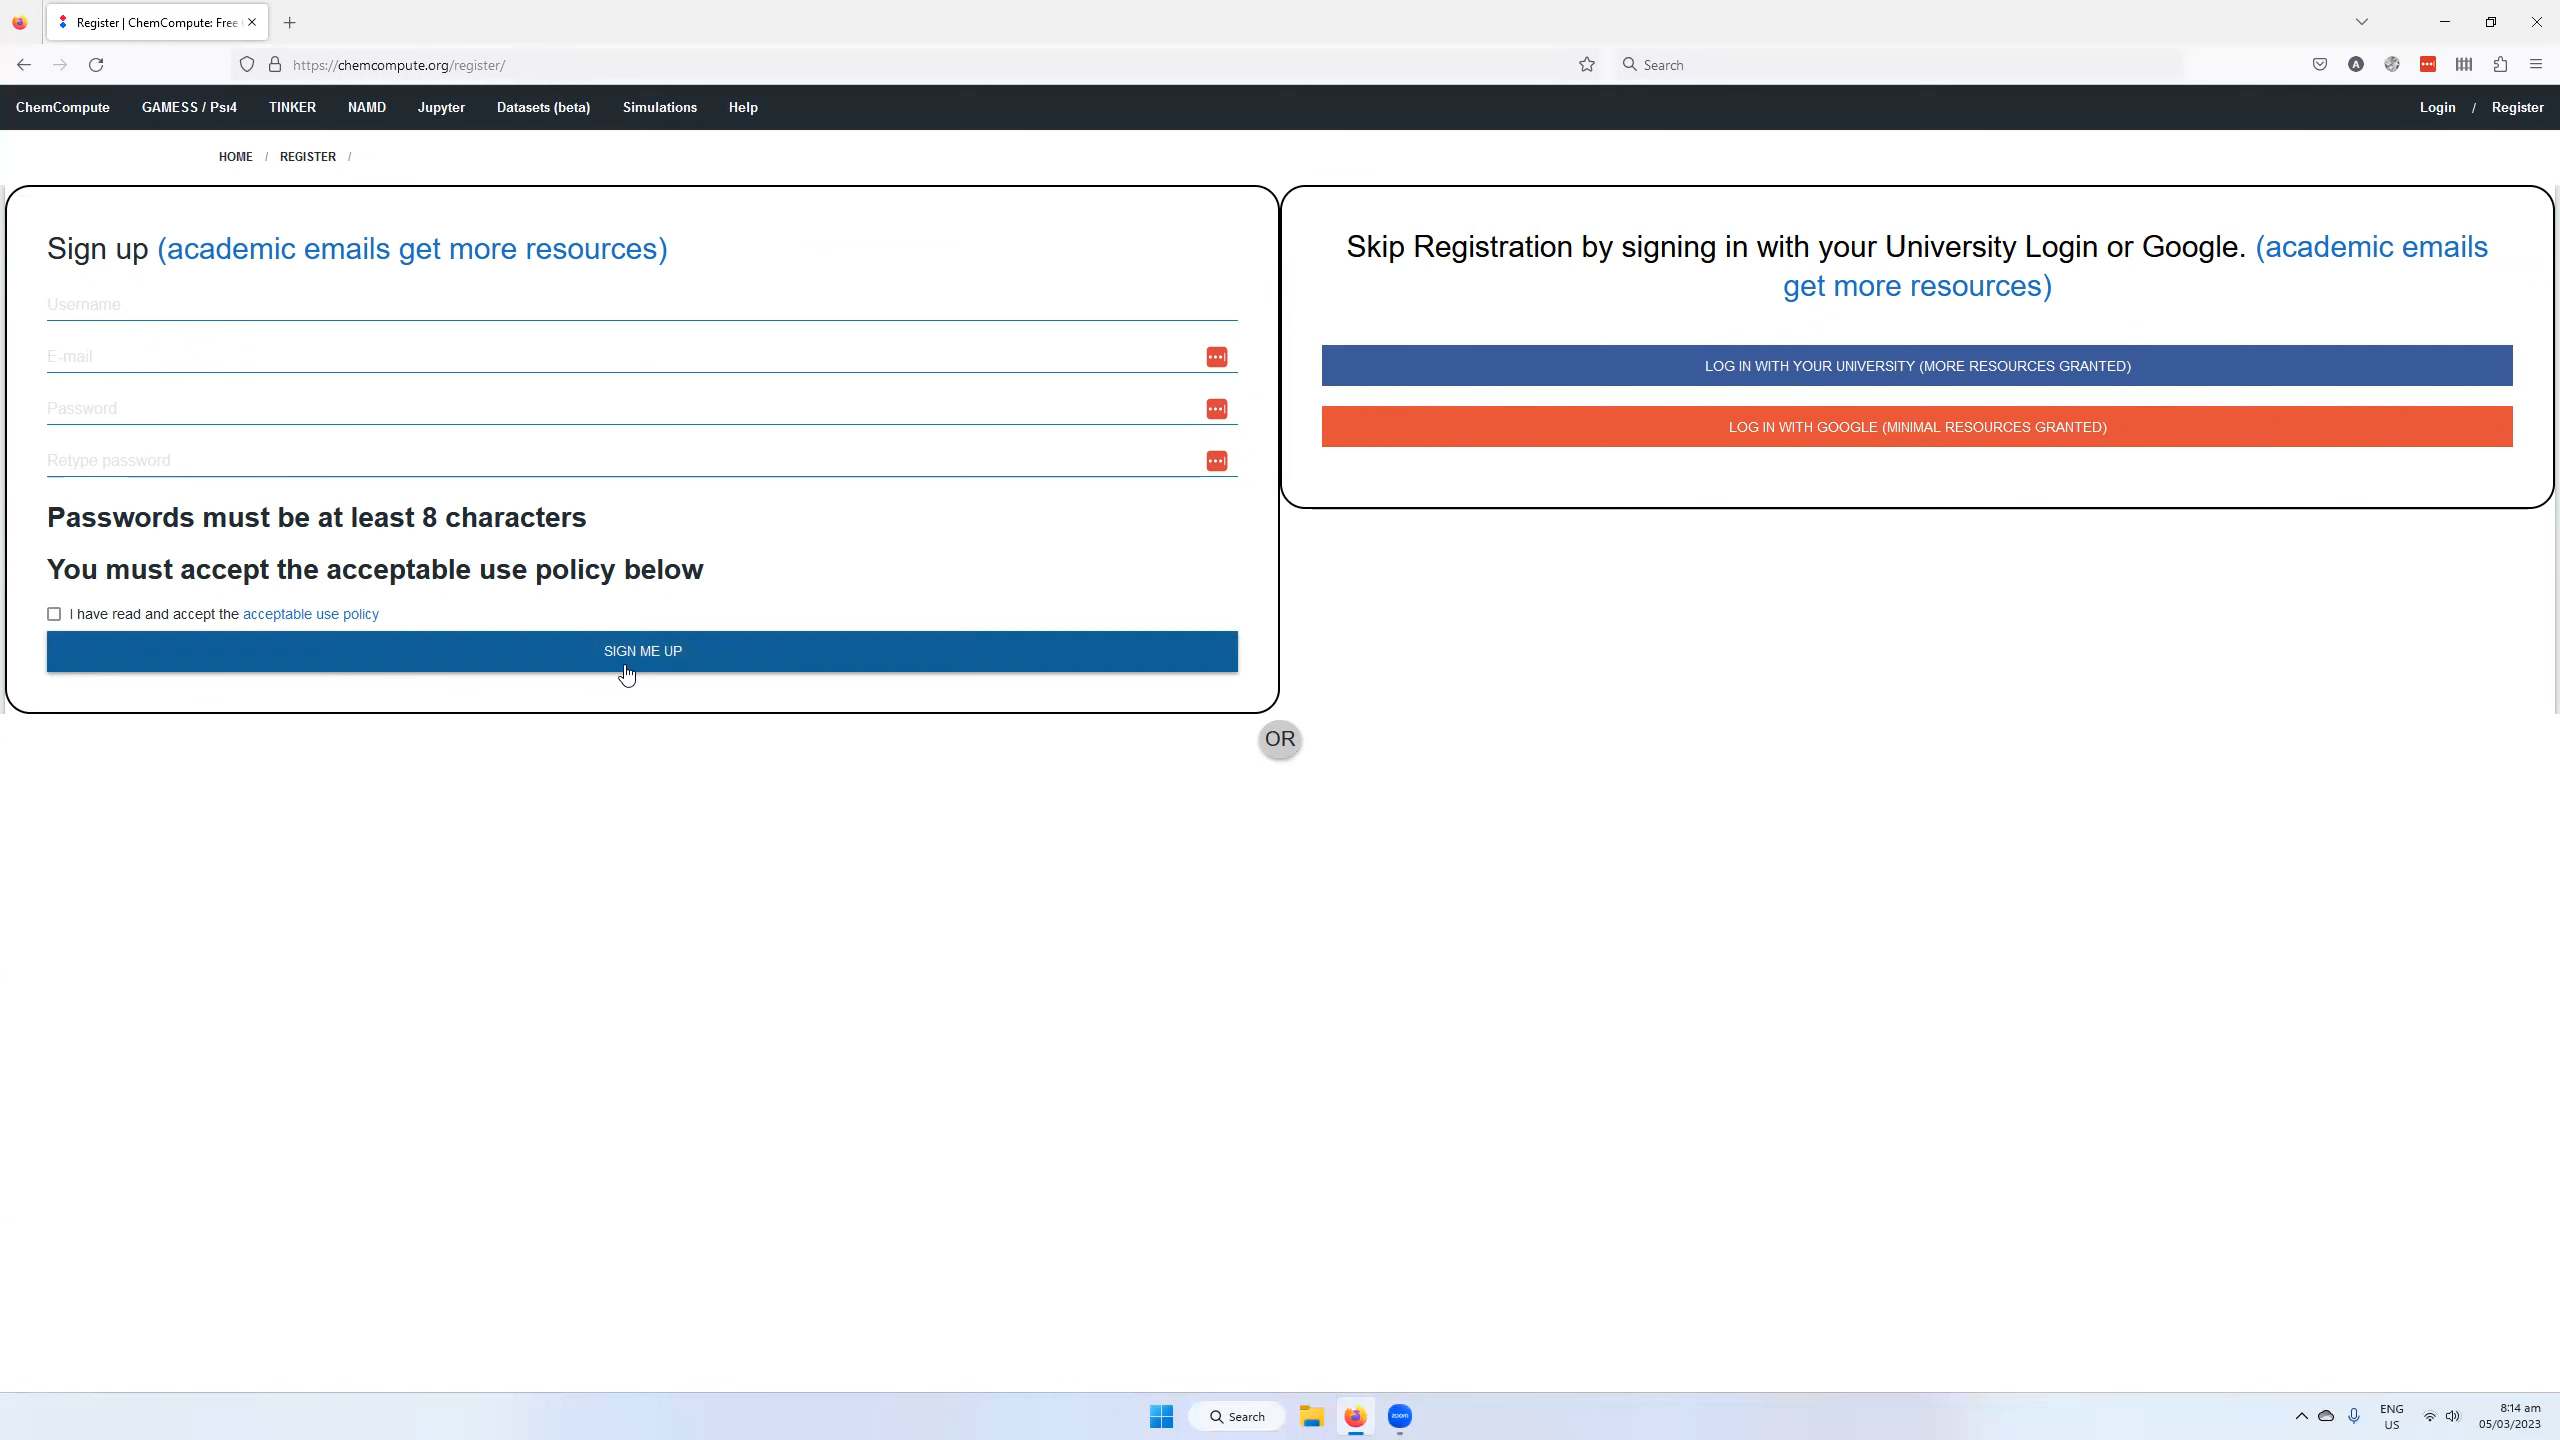 Register | ChemCompute: Free
https://chemcompute.org/register/
Search
ChemCompute
GAMESS / Psi4
TINKER
NAMD
Jupyter
Datasets (beta)
Simulations
Help
Login / Register
HOME / REGISTER /
Sign up (academic emails get more resources)
Username
E-mail
Password
Retype password
Passwords must be at least 8 characters
You must accept the acceptable use policy below
I have read and accept the acceptable use policy
SIGN ME UP
Skip Registration by signing in with your University Login or Google. (academic emails
get more resources)
LOG IN WITH YOUR UNIVERSITY (MORE RESOURCES GRANTED)
LOG IN WITH GOOGLE (MINIMAL RESOURCES GRANTED)
OR
Search
zoom
ENG
US
8:14 am
05/03/2023